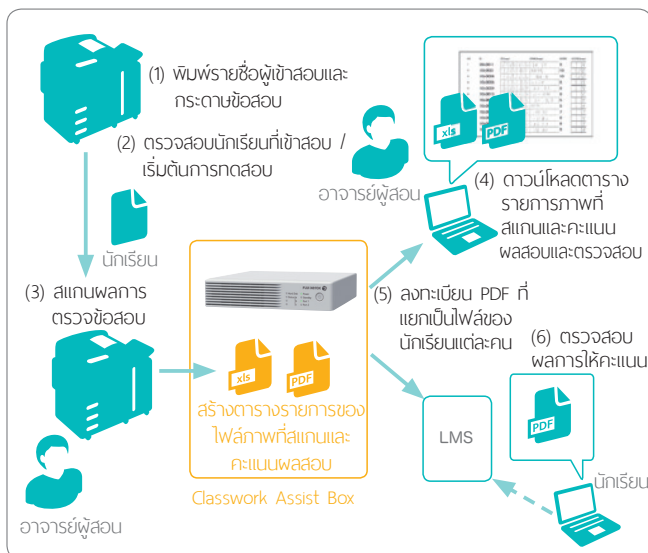 (1) พิมพ์รายชื่อผู้เข้าสอบและ
กระดาษข้อสอบ
(2) ตรวจสอบนักเรียนที่เข้าสอบ /
เริ่มต้นการทดสอบ
นักเรียน
(3) สแกนผลการ
ตรวจข้อสอบ
อาจารย์ผู้สอน
xls
PDF
สร้างตารางรายการของ
ไฟล์ภาพที่สแกนและ
คะแนนผลสอบ
Classwork Assist Box
อาจารย์ผู้สอน
xls
PDF
(4) ดาวน์โหลดตาราง
รายการภาพที่
สแกนและคะแนน
ผลสอบและตรวจสอบ
(5) ลงทะเบียน PDF ที่
แยกเป็นไฟล์ของ
นักเรียนแต่ละคน
LMS
(6) ตรวจสอบ
ผลการให้คะแนน
PDF
นักเรียน